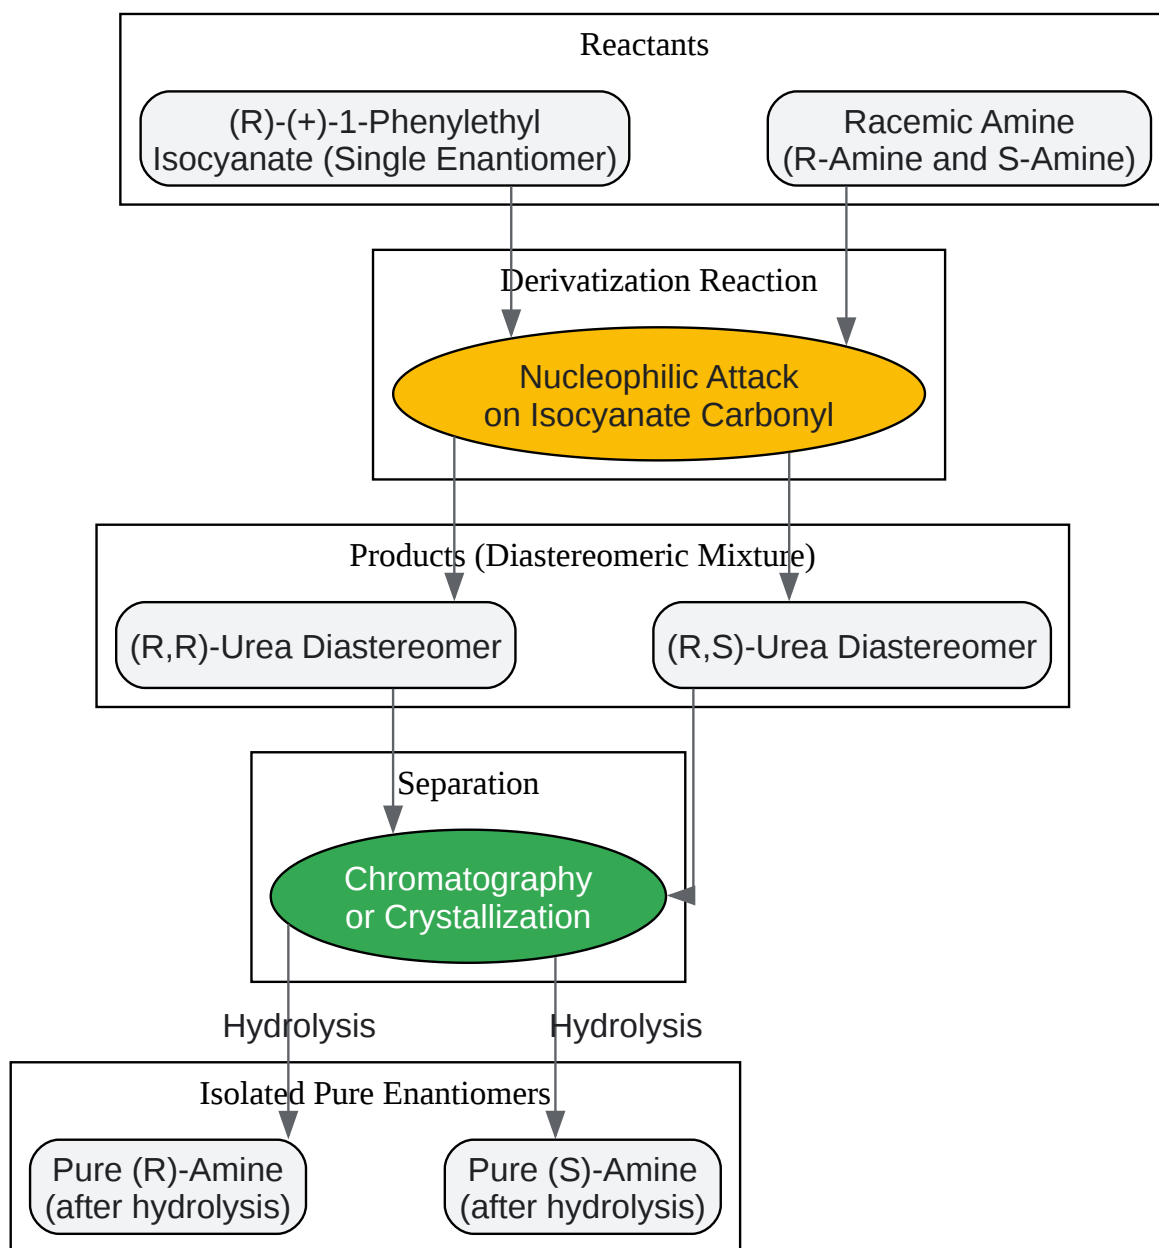 Reactants
(R)-(+)-1-Phenylethyl
Isocyanate (Single Enantiomer)
Racemic Amine
(R-Amine and S-Amine)
Derivatization Reaction
Nucleophilic Attack
on Isocyanate Carbonyl
Products (Diastereomeric Mixture)
(R,R)-Urea Diastereomer
(R,S)-Urea Diastereomer
Separation
Chromatography
or Crystallization
Hydrolysis
Hydrolysis
Isolated Pure Enantiomers
Pure (R)-Amine
(after hydrolysis)
Pure (S)-Amine
(after hydrolysis)